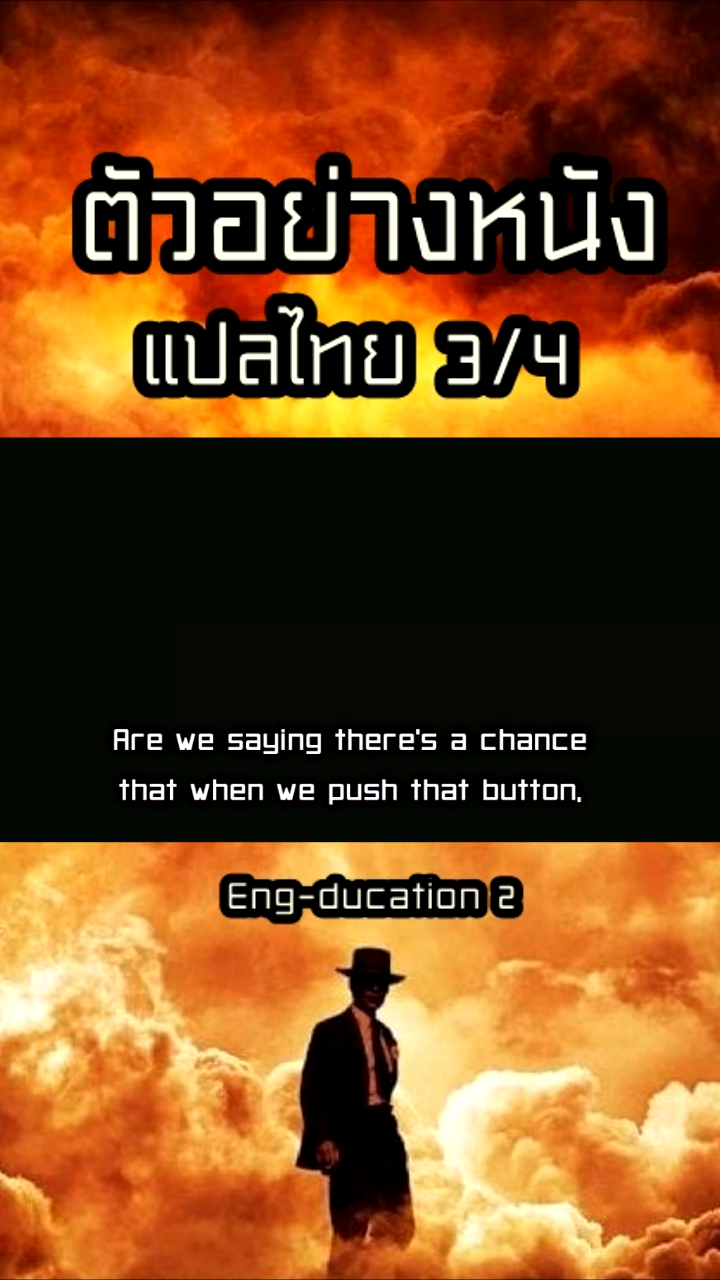 ตัวอย่างหนัง
แปลไทย 3/4
Are we saying there's a chance
that when we push that button,
Eng-ducation 2